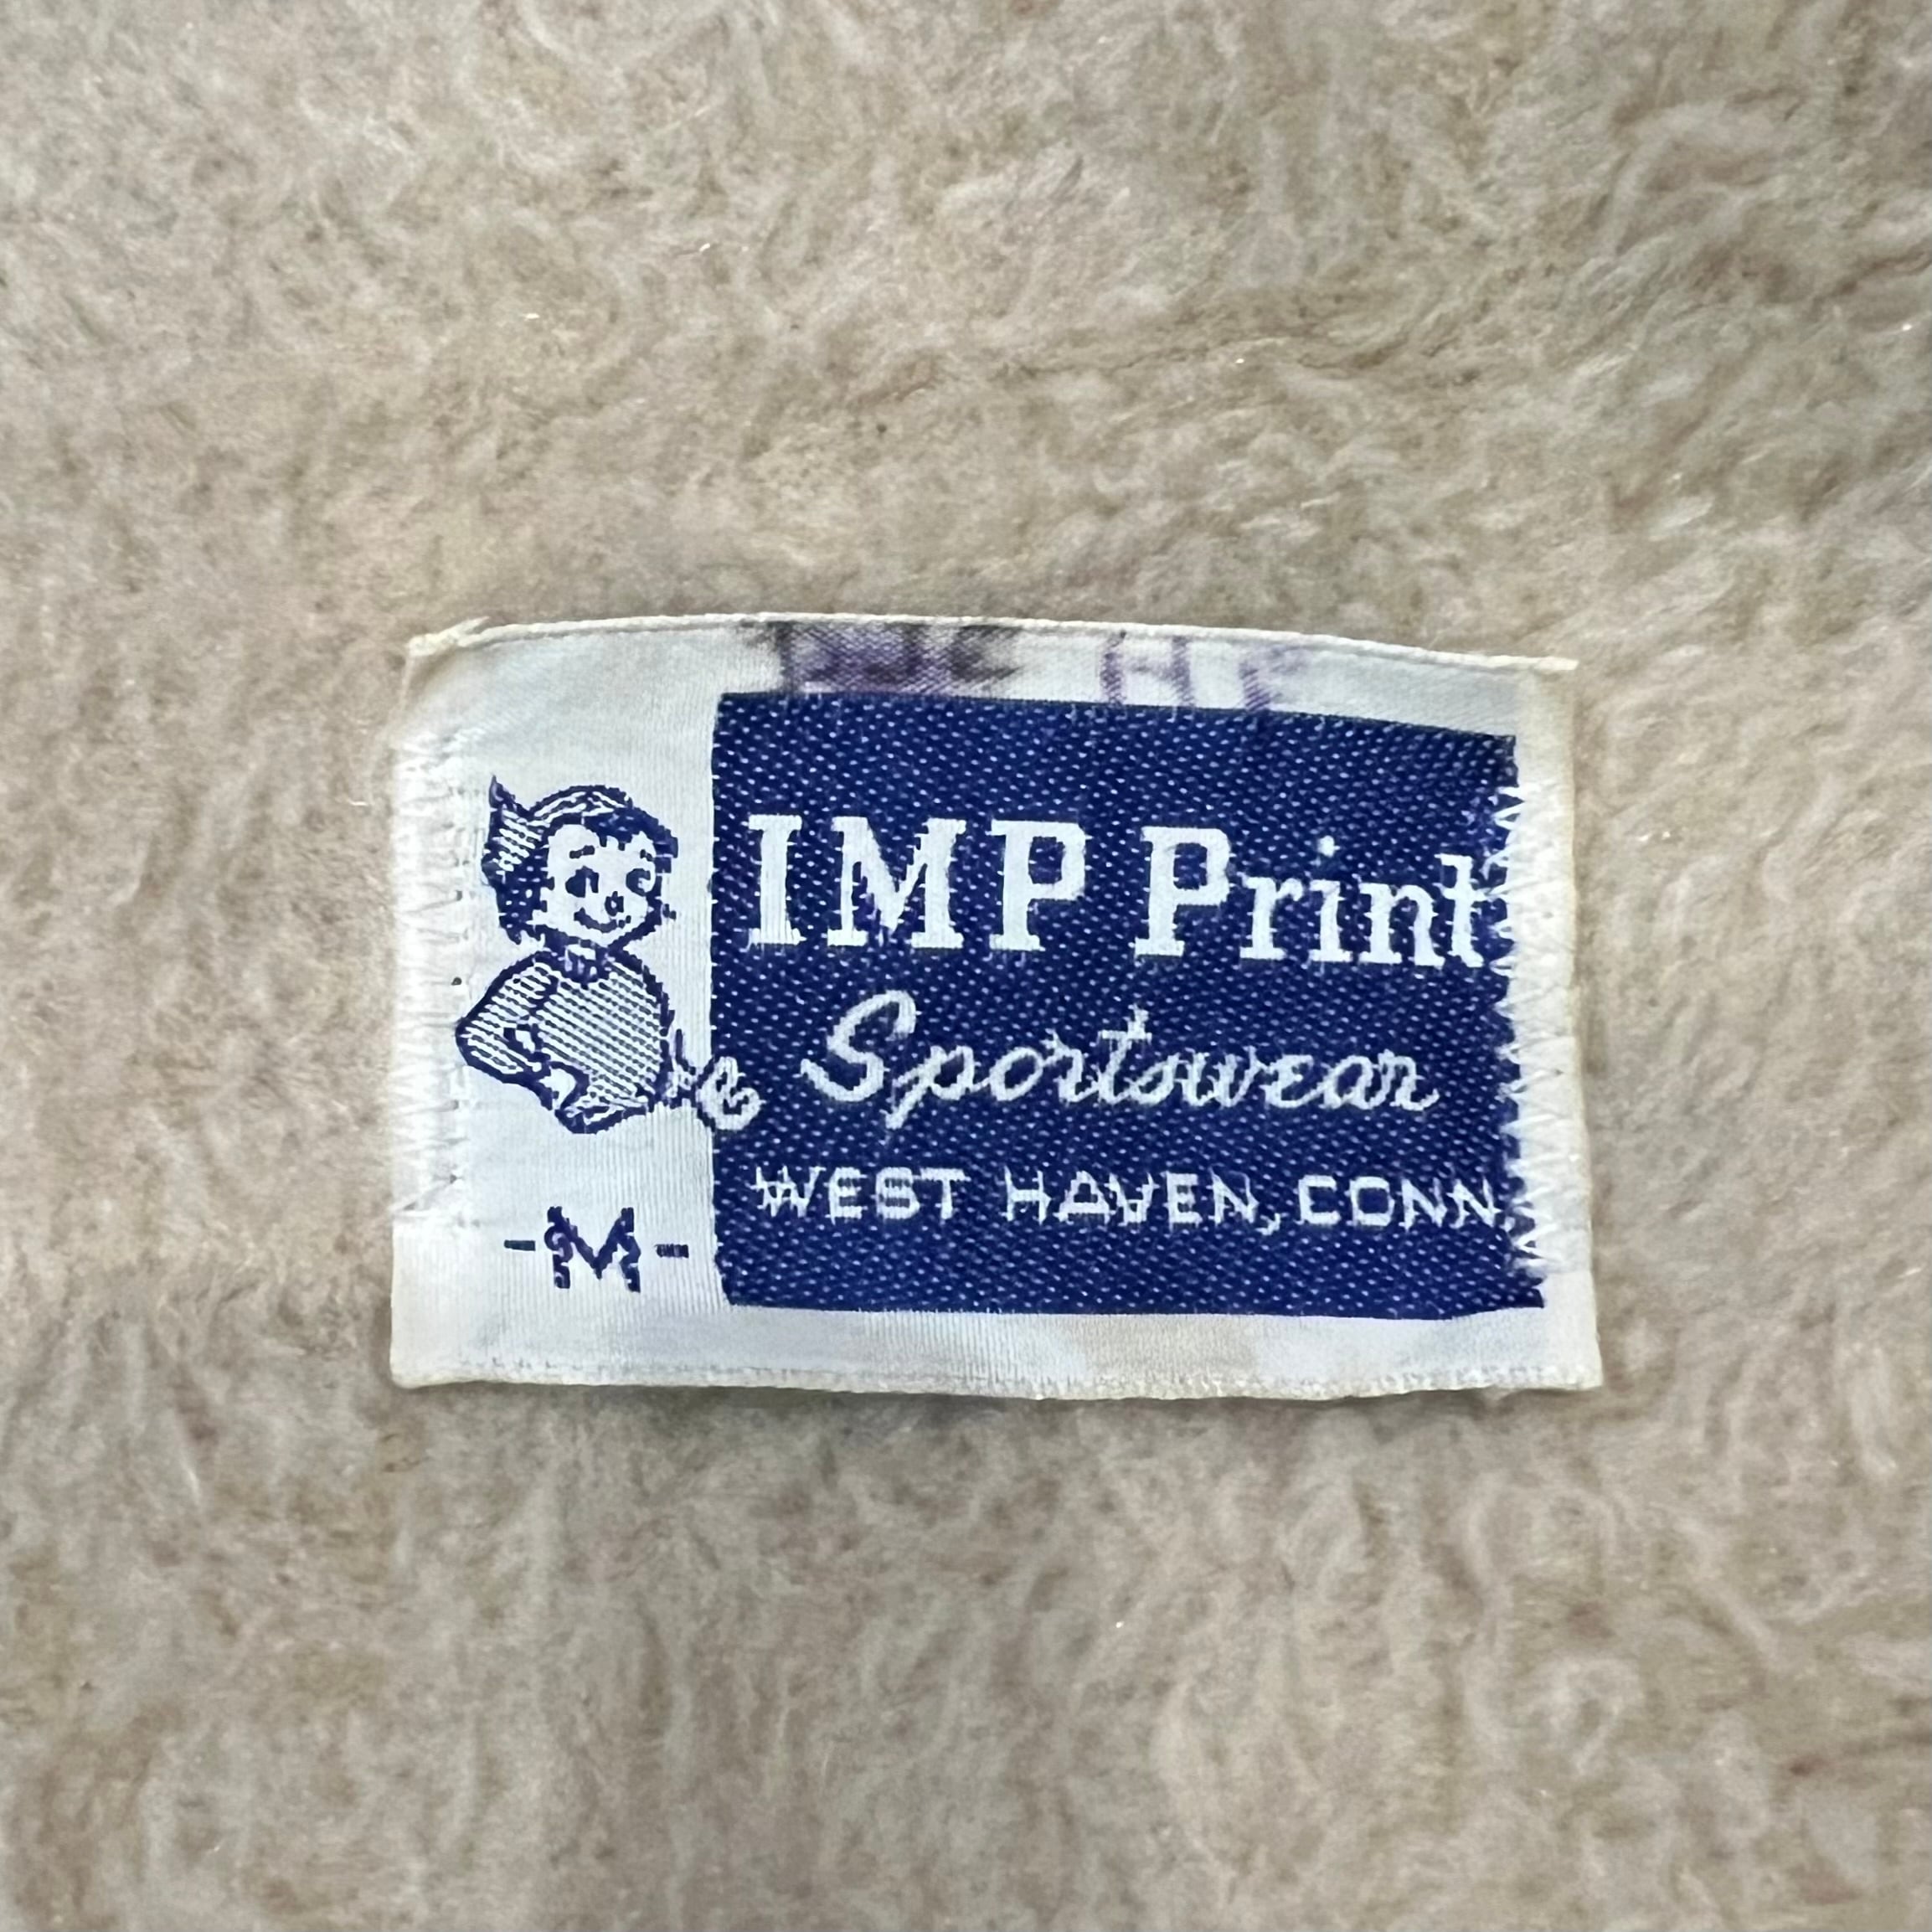 IMP Print
Sportswear
WEST HAVEN, CONN.
-M-